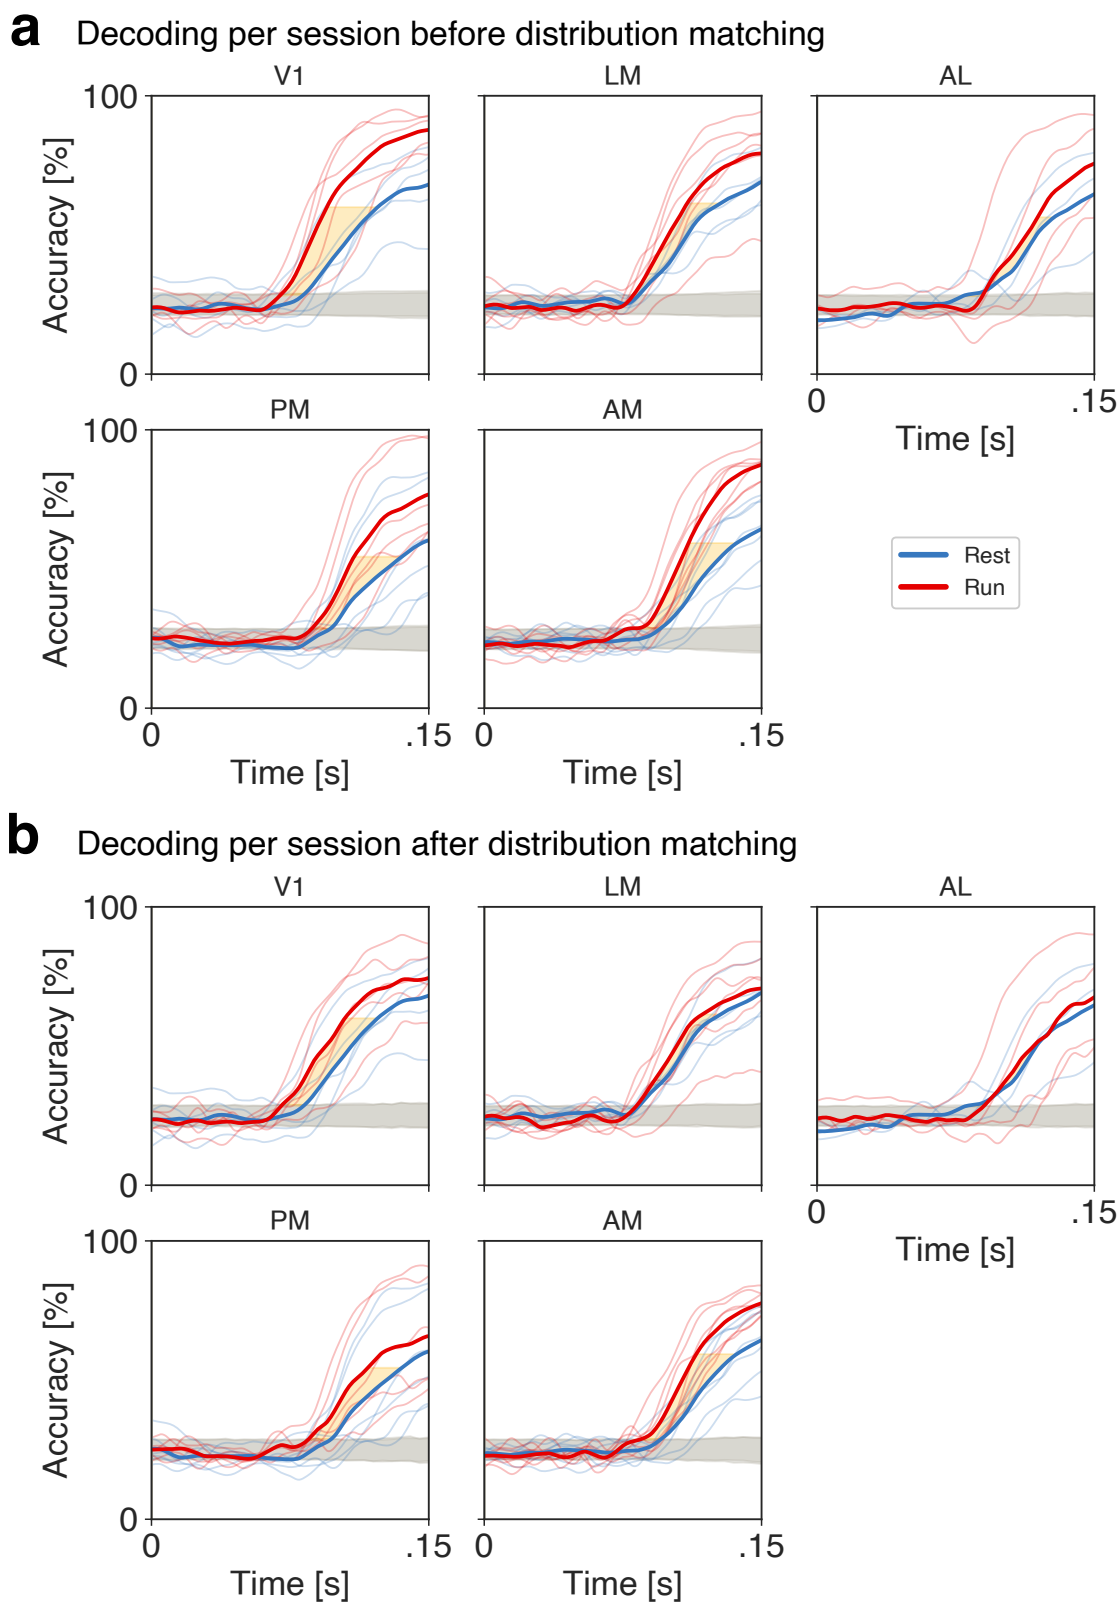 a Decoding per session before distribution matching
V1 LM AL
100
Accuracy [%]
0
0 .15
Time [s]
PM AM
100
Accuracy [%]
Rest
Run
0
0 .15 0 .15
Time [s] Time [s]
b Decoding per session after distribution matching
V1 LM AL
100
Accuracy [%]
0
0 .15
Time [s]
PM AM
100
Accuracy [%]
0
0 .15 0 .15
Time [s] Time [s]